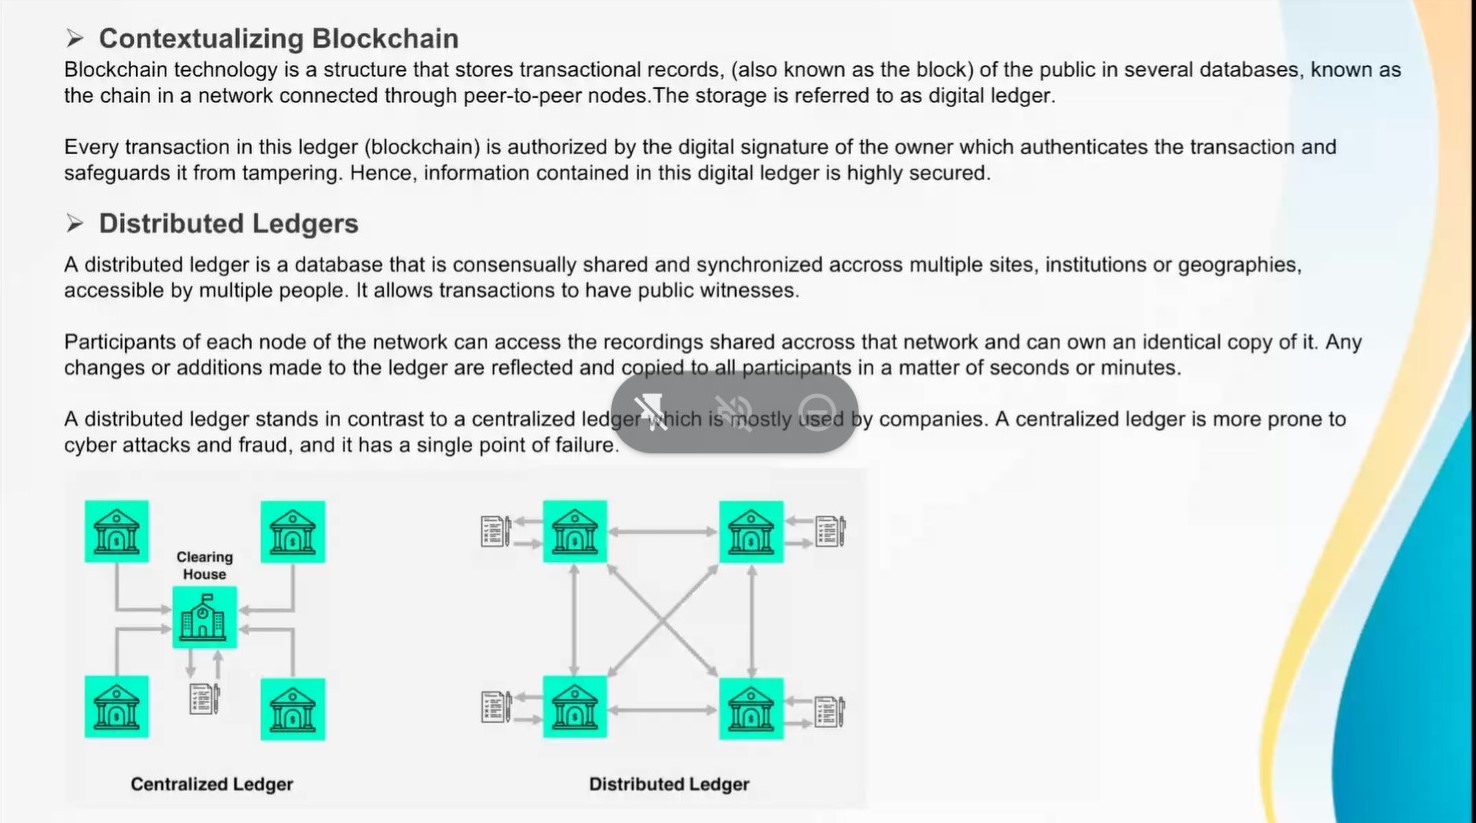 Contextualizing Blockchain
Blockchain technology is a structure that stores transactional records, (also known as the block) of the public in several databases, known as
the chain in a network connected through peer-to-peer nodes.The storage is referred to as digital ledger.
Every transaction in this ledger (blockchain) is authorized by the digital signature of the owner which authenticates the transaction and
safeguards it from tampering. Hence, information contained in this digital ledger is highly secured.
Distributed Ledgers
A distributed ledger is a database that is consensually shared and synchronized accross multiple sites, institutions or geographies,
accessible by multiple people. It allows transactions to have public witnesses.
Participants of each node of the network can access the recordings shared accross that network and can own an identical copy of it. Any
changes or additions made to the ledger are reflected and copied to all participants in a matter of seconds or minutes.
A distributed ledger stands in contrast to a centralized ledger which is mostly used by companies. A centralized ledger is more prone to
cyber attacks and fraud, and it has a single point of failure.
Clearing
House
Centralized Ledger
Distributed Ledger